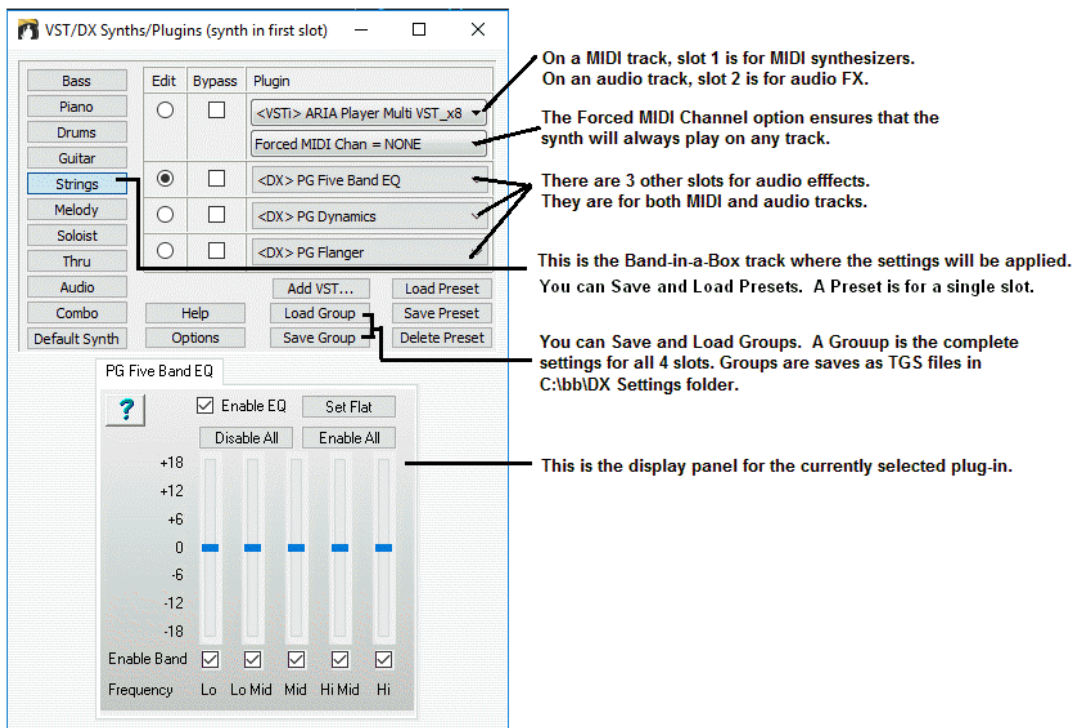 VST/DX Synths/Plugins (synth in first slot)
Bass
Piano
Drums
Guitar
Strings
Melody
Soloist
Thru
Audio
Combo
Default Synth
Edit Bypass Plugin
<VSTi> ARIA Player Multi VST_x8
Forced MIDI Chan = NONE
<DX> PG Five Band EQ
<DX> PG Dynamics
<DX> PG Flanger
Add VST... Load Preset
Help Load Group Save Preset
Options Save Group Delete Preset
PG Five Band EQ
?
Enable EQ Set Flat
Disable All Enable All
+18
+12
+6
0
-6
-12
-18
Enable Band
Frequency Lo Lo Mid Mid Hi Mid Hi
On a MIDI track, slot 1 is for MIDI synthesizers.
On an audio track, slot 2 is for audio FX.
The Forced MIDI Channel option ensures that the
synth will always play on any track.
There are 3 other slots for audio efffects.
They are for both MIDI and audio tracks.
This is the Band-in-a-Box track where the settings will be applied.
You can Save and Load Presets. A Preset is for a single slot.
You can Save and Load Groups. A Grouup is the complete
settings for all 4 slots. Groups are saves as TGS files in
C:\bb\DX Settings folder.
This is the display panel for the currently selected plug-in.